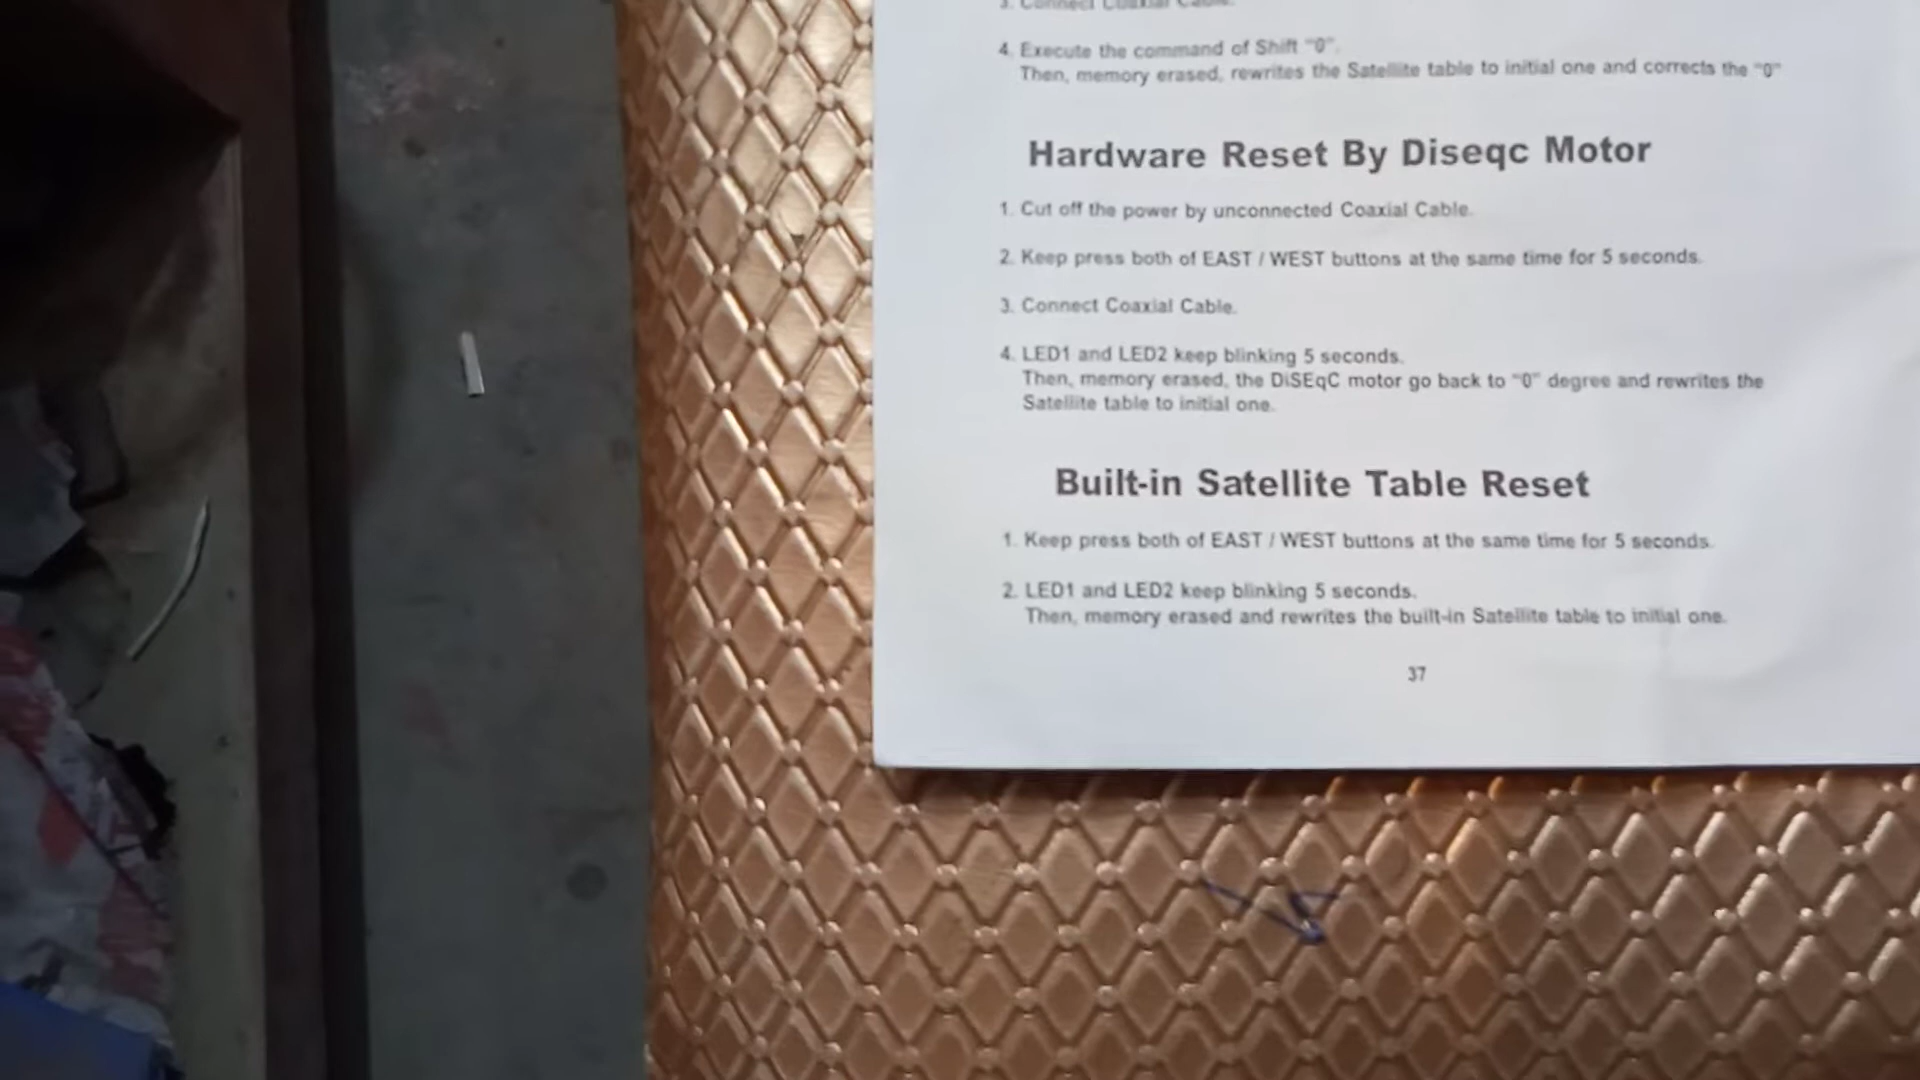 3. Connect Coaxial Cable.
4. Execute the command of Shift "0".
Then, memory erased, rewrites the Satellite table to initial one and corrects the "0"
Hardware Reset By Diseqc Motor
1. Cut off the power by unconnected Coaxial Cable.
2. Keep press both of EAST / WEST buttons at the same time for 5 seconds.
3. Connect Coaxial Cable.
4. LED1 and LED2 keep blinking 5 seconds.
Then, memory erased, the DiSEqC motor go back to "0" degree and rewrites the
Satellite table to initial one.
Built-in Satellite Table Reset
1. Keep press both of EAST / WEST buttons at the same time for 5 seconds.
2. LED1 and LED2 keep blinking 5 seconds.
Then, memory erased and rewrites the built-in Satellite table to initial one.
37